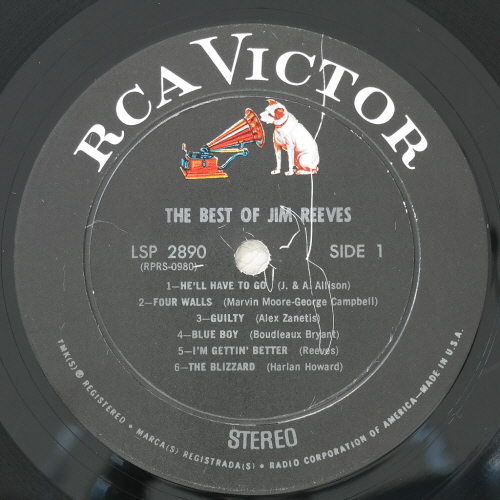 RCA VICTOR
THE BEST OF JIM REEVES
LSP 2890 SIDE 1
(RPRS-0980)
1—HE'LL HAVE TO GO (J. & A. Allison)
2—FOUR WALLS (Marvin Moore-George Campbell)
3—GUILTY (Alex Zanetis)
4—BLUE BOY (Boudleaux Bryant)
5—I'M GETTIN' BETTER (Reeves)
6—THE BLIZZARD (Harlan Howard)
STEREO
TMK(S) ® REGISTERED • MARCA(S) REGISTRADA(S) • RADIO CORPORATION OF AMERICA—MADE IN U.S.A.